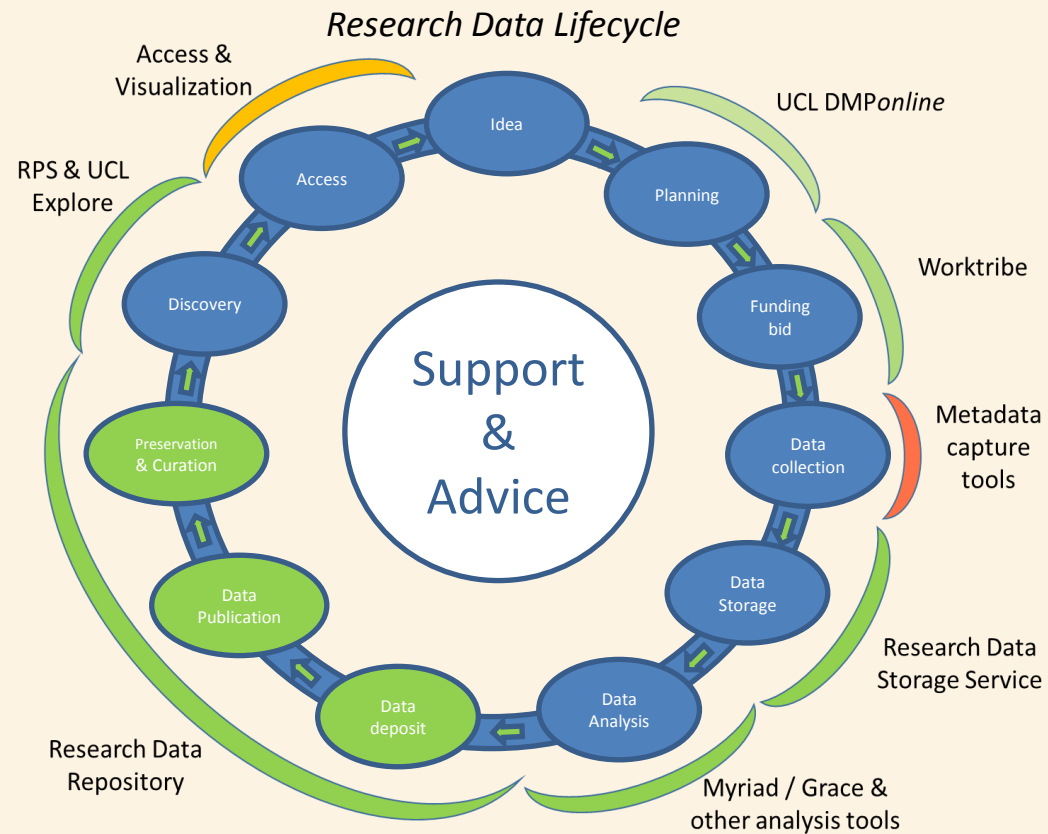 Research Data Lifecycle
Access &
Visualization
UCL DMPonline
RPS & UCL
Explore
Worktribe
Metadata
capture
tools
Research Data
Storage Service
Myriad / Grace &
other analysis tools
Research Data
Repository
Idea
Planning
Funding
bid
Data
collection
Data
Storage
Data
Analysis
Data
deposit
Data
Publication
Preservation
& Curation
Discovery
Access
Support
&
Advice